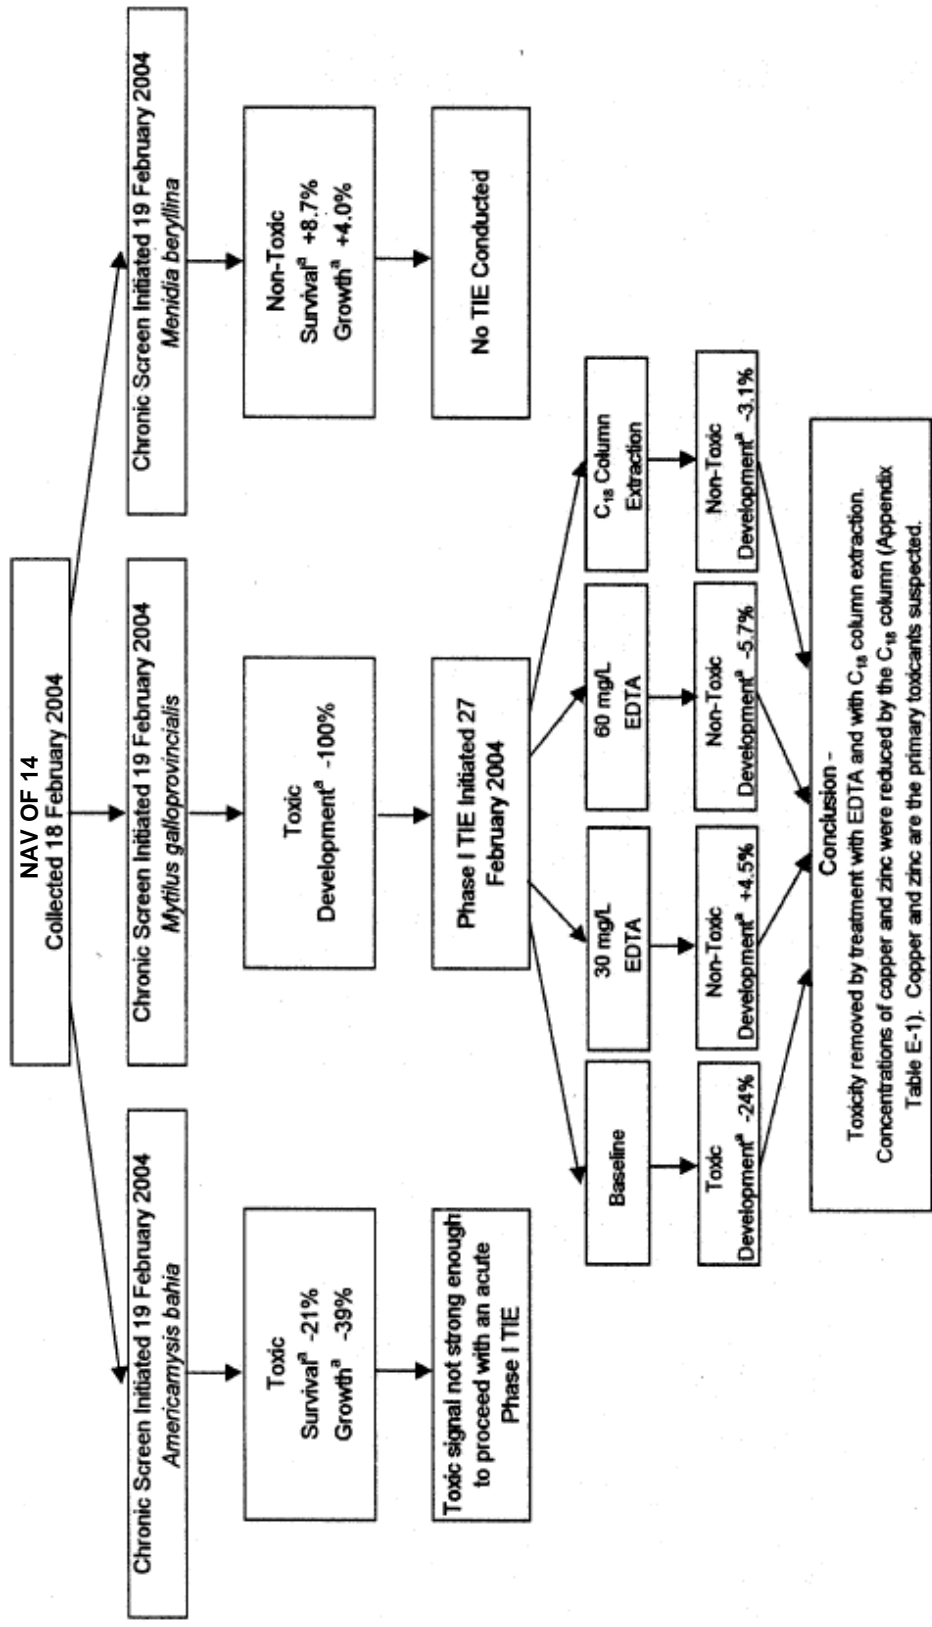 NAV OF 14
Collected 18 February 2004
Chronic Screen Initiated 19 February 2004
Americamysis bahia
Chronic Screen Initiated 19 February 2004
Mytilus galloprovincialis
Chronic Screen Initiated 19 February 2004
Menidia beryllina
Toxic
Survivalᵃ -21%
Growthᵃ -39%
Toxic
Developmentᵃ -100%
Non-Toxic
Survivalᵃ +8.7%
Growthᵃ +4.0%
Toxic signal not strong enough
to proceed with an acute
Phase I TIE
Phase I TIE Initiated 27
February 2004
No TIE Conducted
Baseline
30 mg/L
EDTA
60 mg/L
EDTA
C₁₈ Column
Extraction
Toxic
Developmentᵃ -24%
Non-Toxic
Developmentᵃ +4.5%
Non-Toxic
Developmentᵃ -5.7%
Non-Toxic
Developmentᵃ -3.1%
Conclusion -
Toxicity removed by treatment with EDTA and with C₁₈ column extraction.
Concentrations of copper and zinc were reduced by the C₁₈ column (Appendix
Table E-1). Copper and zinc are the primary toxicants suspected.